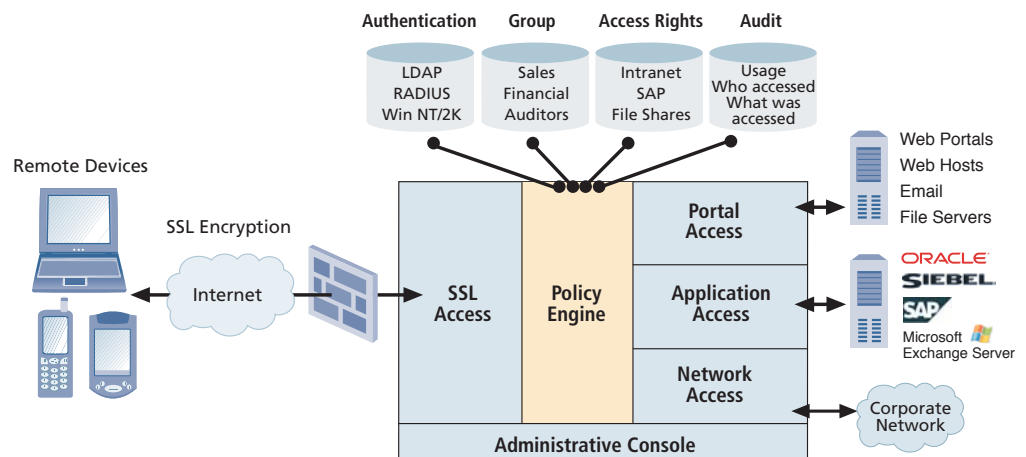 Authentication
LDAP
RADIUS
Win NT/2K
Group
Sales
Financial
Auditors
Access Rights
Intranet
SAP
File Shares
Audit
Usage
Who accessed
What was
accessed
Remote Devices
SSL Encryption
Internet
SSL
Access
Policy
Engine
Portal
Access
Application
Access
Network
Access
Administrative Console
Web Portals
Web Hosts
Email
File Servers
ORACLE
SIEBEL
SAP
Microsoft
Exchange Server
Corporate
Network